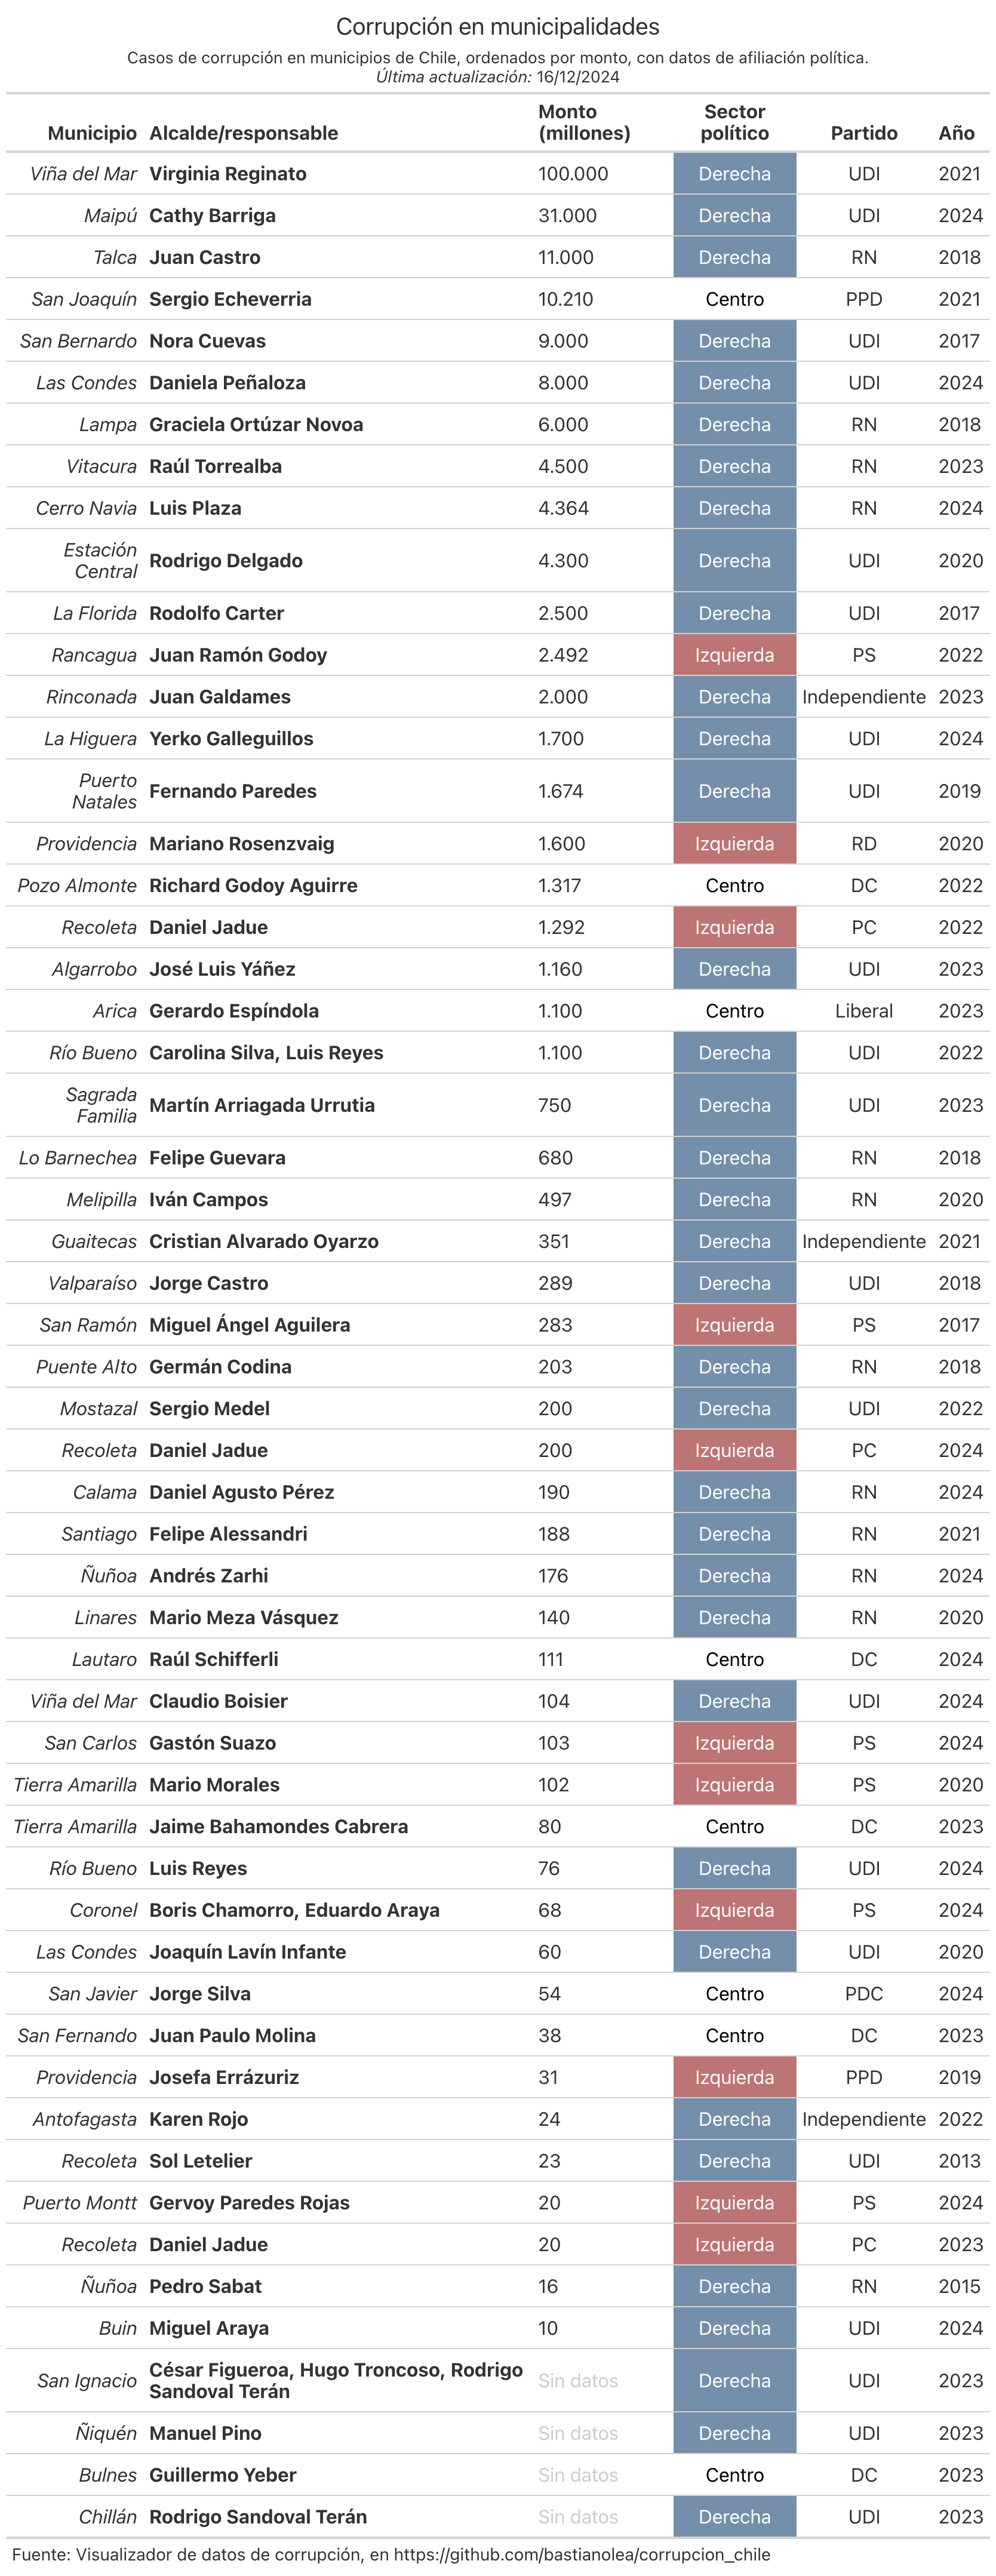 Corrupción en municipalidades
Casos de corrupción en municipios de Chile, ordenados por monto, con datos de afiliación política.
Última actualización: 16/12/2024
Municipio Alcalde/responsable Monto (millones) Sector político Partido Año
Viña del Mar Virginia Reginato 100.000 Derecha UDI 2021
Maipú Cathy Barriga 31.000 Derecha UDI 2024
Talca Juan Castro 11.000 Derecha RN 2018
San Joaquín Sergio Echeverria 10.210 Centro PPD 2021
San Bernardo Nora Cuevas 9.000 Derecha UDI 2017
Las Condes Daniela Peñaloza 8.000 Derecha UDI 2024
Lampa Graciela Ortúzar Novoa 6.000 Derecha RN 2018
Vitacura Raúl Torrealba 4.500 Derecha RN 2023
Cerro Navia Luis Plaza 4.364 Derecha RN 2024
Estación Central Rodrigo Delgado 4.300 Derecha UDI 2020
La Florida Rodolfo Carter 2.500 Derecha UDI 2017
Rancagua Juan Ramón Godoy 2.492 Izquierda PS 2022
Rinconada Juan Galdames 2.000 Derecha Independiente 2023
La Higuera Yerko Galleguillos 1.700 Derecha UDI 2024
Puerto Natales Fernando Paredes 1.674 Derecha UDI 2019
Providencia Mariano Rosenzvaig 1.600 Izquierda RD 2020
Pozo Almonte Richard Godoy Aguirre 1.317 Centro DC 2022
Recoleta Daniel Jadue 1.292 Izquierda PC 2022
Algarrobo José Luis Yáñez 1.160 Derecha UDI 2023
Arica Gerardo Espíndola 1.100 Centro Liberal 2023
Río Bueno Carolina Silva, Luis Reyes 1.100 Derecha UDI 2022
Sagrada Familia Martín Arriagada Urrutia 750 Derecha UDI 2023
Lo Barnechea Felipe Guevara 680 Derecha RN 2018
Melipilla Iván Campos 497 Derecha RN 2020
Guaitecas Cristian Alvarado Oyarzo 351 Derecha Independiente 2021
Valparaíso Jorge Castro 289 Derecha UDI 2018
San Ramón Miguel Ángel Aguilera 283 Izquierda PS 2017
Puente Alto Germán Codina 203 Derecha RN 2018
Mostazal Sergio Medel 200 Derecha UDI 2022
Recoleta Daniel Jadue 200 Izquierda PC 2024
Calama Daniel Agusto Pérez 190 Derecha RN 2024
Santiago Felipe Alessandri 188 Derecha RN 2021
Ñuñoa Andrés Zarhi 176 Derecha RN 2024
Linares Mario Meza Vásquez 140 Derecha RN 2020
Lautaro Raúl Schifferli 111 Centro DC 2024
Viña del Mar Claudio Boisier 104 Derecha UDI 2024
San Carlos Gastón Suazo 103 Izquierda PS 2024
Tierra Amarilla Mario Morales 102 Izquierda PS 2020
Tierra Amarilla Jaime Bahamondes Cabrera 80 Centro DC 2023
Río Bueno Luis Reyes 76 Derecha UDI 2024
Coronel Boris Chamorro, Eduardo Araya 68 Izquierda PS 2024
Las Condes Joaquín Lavín Infante 60 Derecha UDI 2020
San Javier Jorge Silva 54 Centro PDC 2024
San Fernando Juan Paulo Molina 38 Centro DC 2023
Providencia Josefa Errázuriz 31 Izquierda PPD 2019
Antofagasta Karen Rojo 24 Derecha Independiente 2022
Recoleta Sol Letelier 23 Derecha UDI 2013
Puerto Montt Gervoy Paredes Rojas 20 Izquierda PS 2024
Recoleta Daniel Jadue 20 Izquierda PC 2023
Ñuñoa Pedro Sabat 16 Derecha RN 2015
Buin Miguel Araya 10 Derecha UDI 2024
San Ignacio César Figueroa, Hugo Troncoso, Rodrigo Sandoval Terán Sin datos Derecha UDI 2023
Ñiquén Manuel Pino Sin datos Derecha UDI 2023
Bulnes Guillermo Yeber Sin datos Centro DC 2023
Chillán Rodrigo Sandoval Terán Sin datos Derecha UDI 2023
Fuente: Visualizador de datos de corrupción, en https://github.com/bastianolea/corrupcion_chile